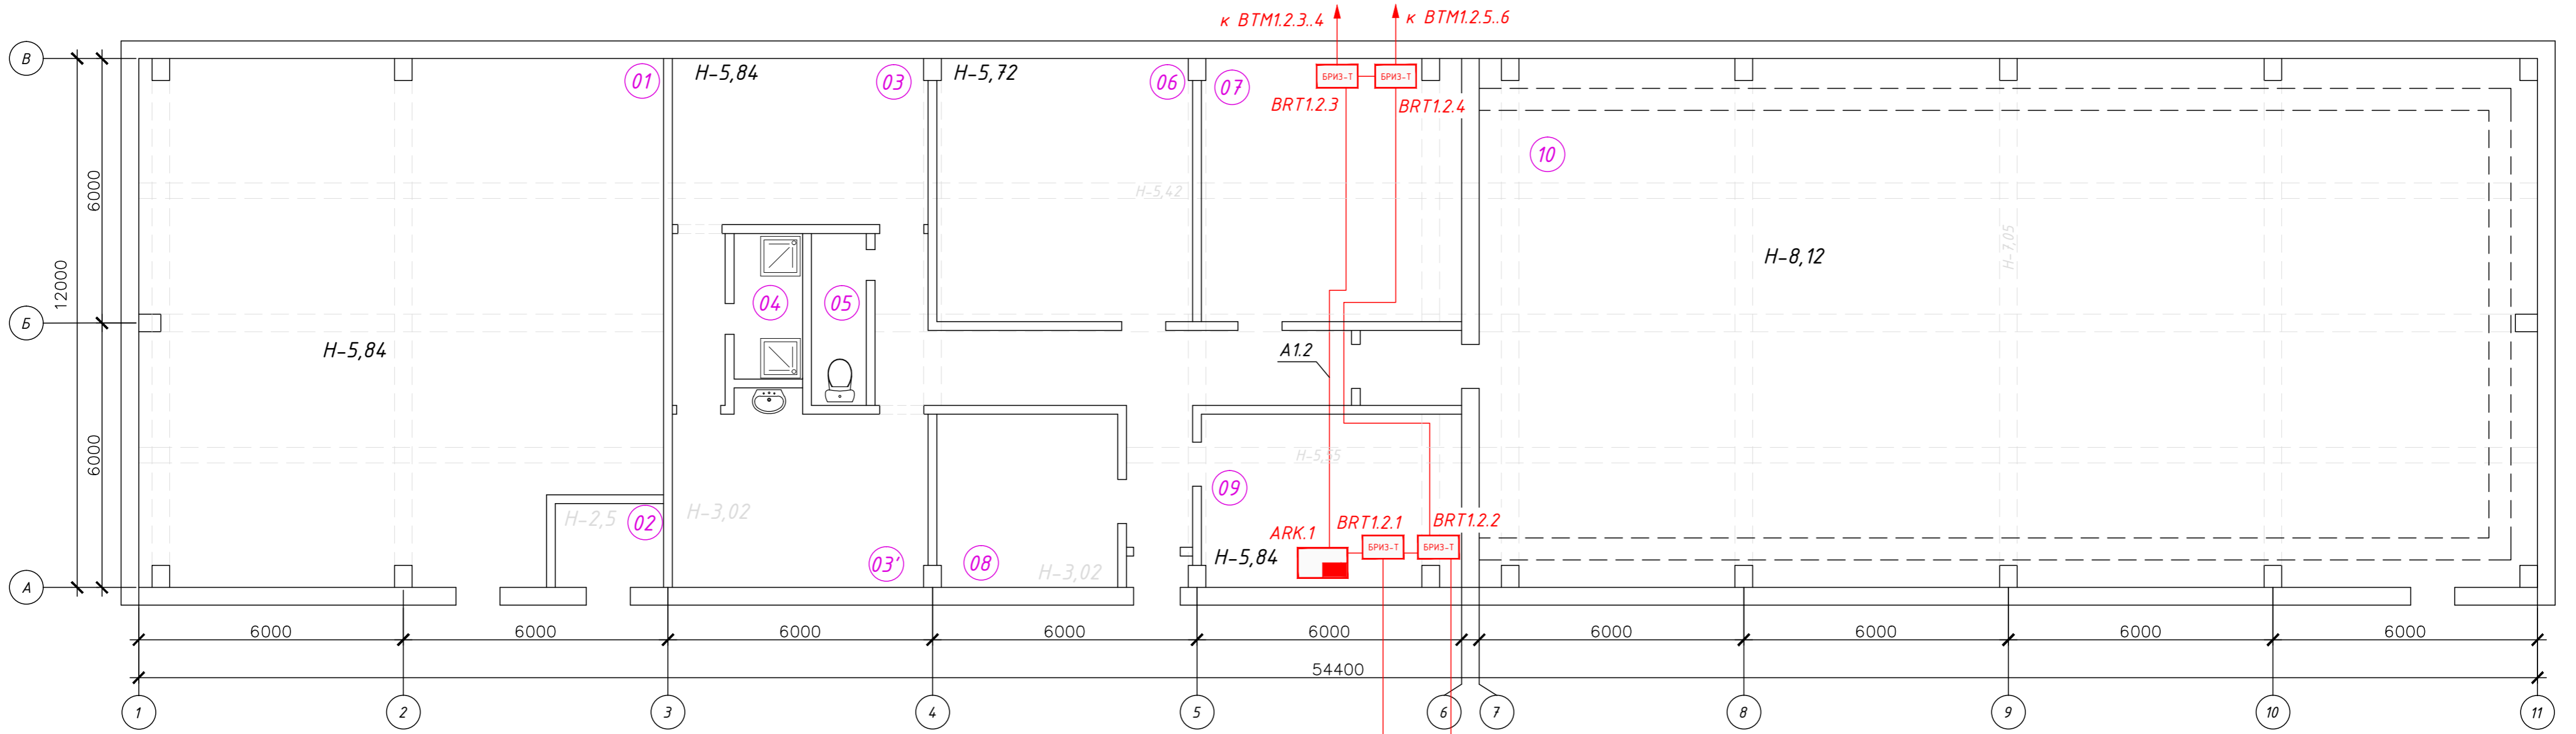 к BTM1.2.3..4
к BTM1.2.5..6
В
01
Н-5,84
03
Н-5,72
06
07
БРИЗ-Т
БРИЗ-Т
BRT1.2.3
BRT1.2.4
10
6000
Н-5,42
Н-7,05
Н-8,12
12000
04
05
Б
Н-5,84
А1.2
6000
Н-5,55
09
Н-2,5
02
Н-3,02
ARK.1
BRT1.2.1
BRT1.2.2
БРИЗ-Т
БРИЗ-Т
03'
08
Н-3,02
Н-5,84
А
6000
6000
6000
6000
6000
6000
6000
6000
6000
54400
1
2
3
4
5
6
7
8
9
10
11